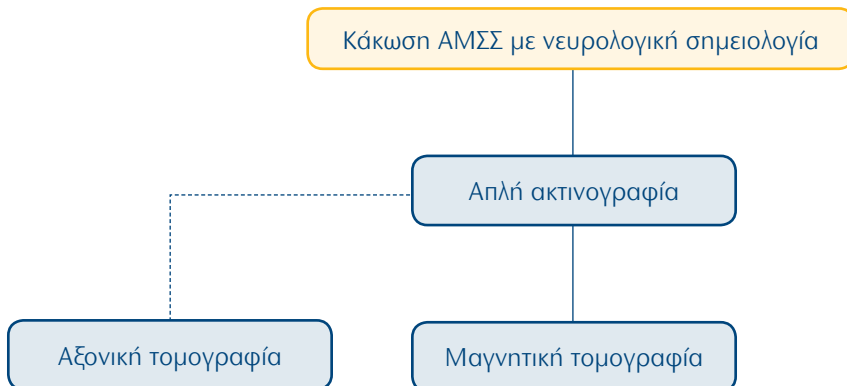 Κάκωση ΑΜΣΣ με νευρολογική σημειολογία
Απλή ακτινογραφία
Αξονική τομογραφία
Μαγνητική τομογραφία